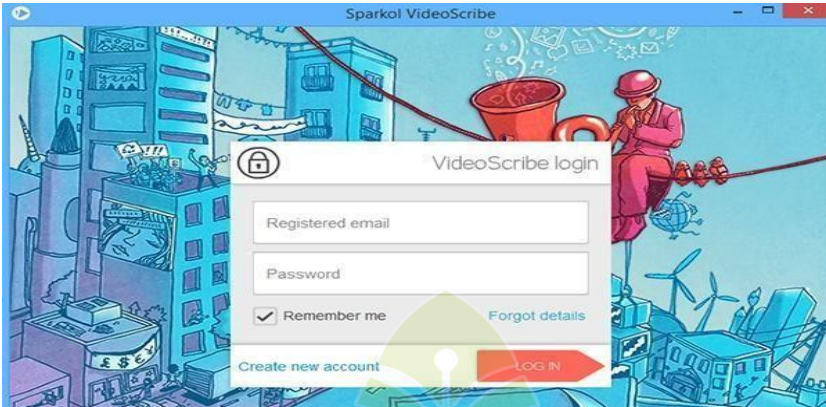 Sparkol VideoScribe
VideoScribe login
Registered email
Password
Remember me
Forgot details
Create new account
LOG IN
£ $ €